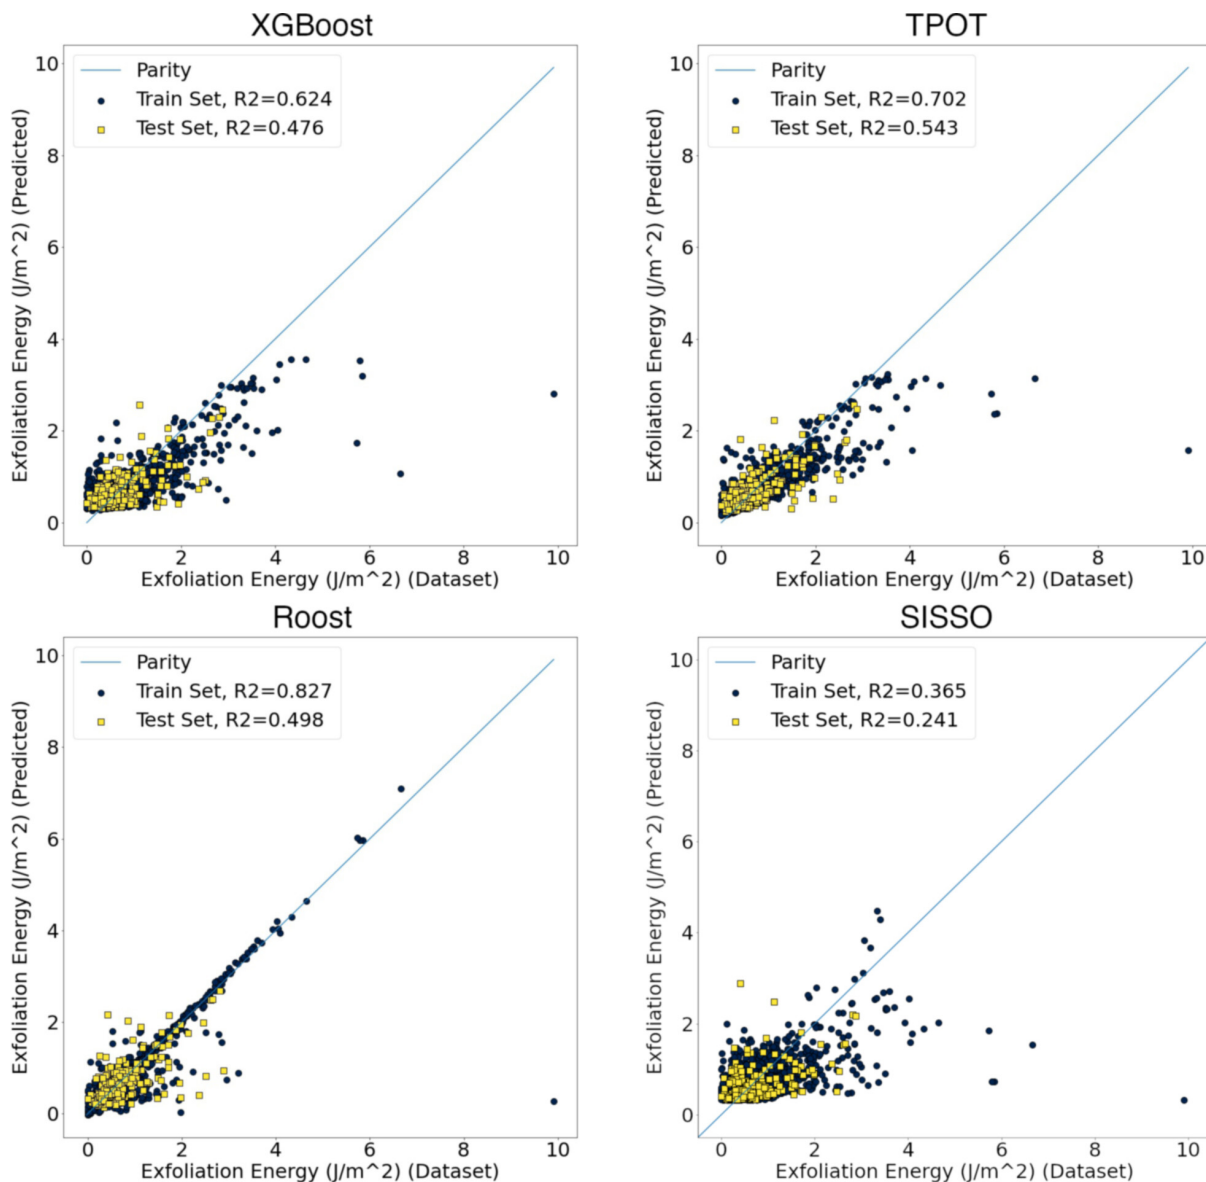 XGBoost
Parity
Train Set, R2=0.624
Test Set, R2=0.476
Exfoliation Energy (J/m^2) (Predicted)
10
8
6
4
2
0
0 2 4 6 8 10
Exfoliation Energy (J/m^2) (Dataset)
TPOT
Parity
Train Set, R2=0.702
Test Set, R2=0.543
Exfoliation Energy (J/m^2) (Predicted)
10
8
6
4
2
0
0 2 4 6 8 10
Exfoliation Energy (J/m^2) (Dataset)
Roost
Parity
Train Set, R2=0.827
Test Set, R2=0.498
Exfoliation Energy (J/m^2) (Predicted)
10
8
6
4
2
0
0 2 4 6 8 10
Exfoliation Energy (J/m^2) (Dataset)
SISSO
Parity
Train Set, R2=0.365
Test Set, R2=0.241
Exfoliation Energy (J/m^2) (Predicted)
10
8
6
4
2
0
0 2 4 6 8 10
Exfoliation Energy (J/m^2) (Dataset)